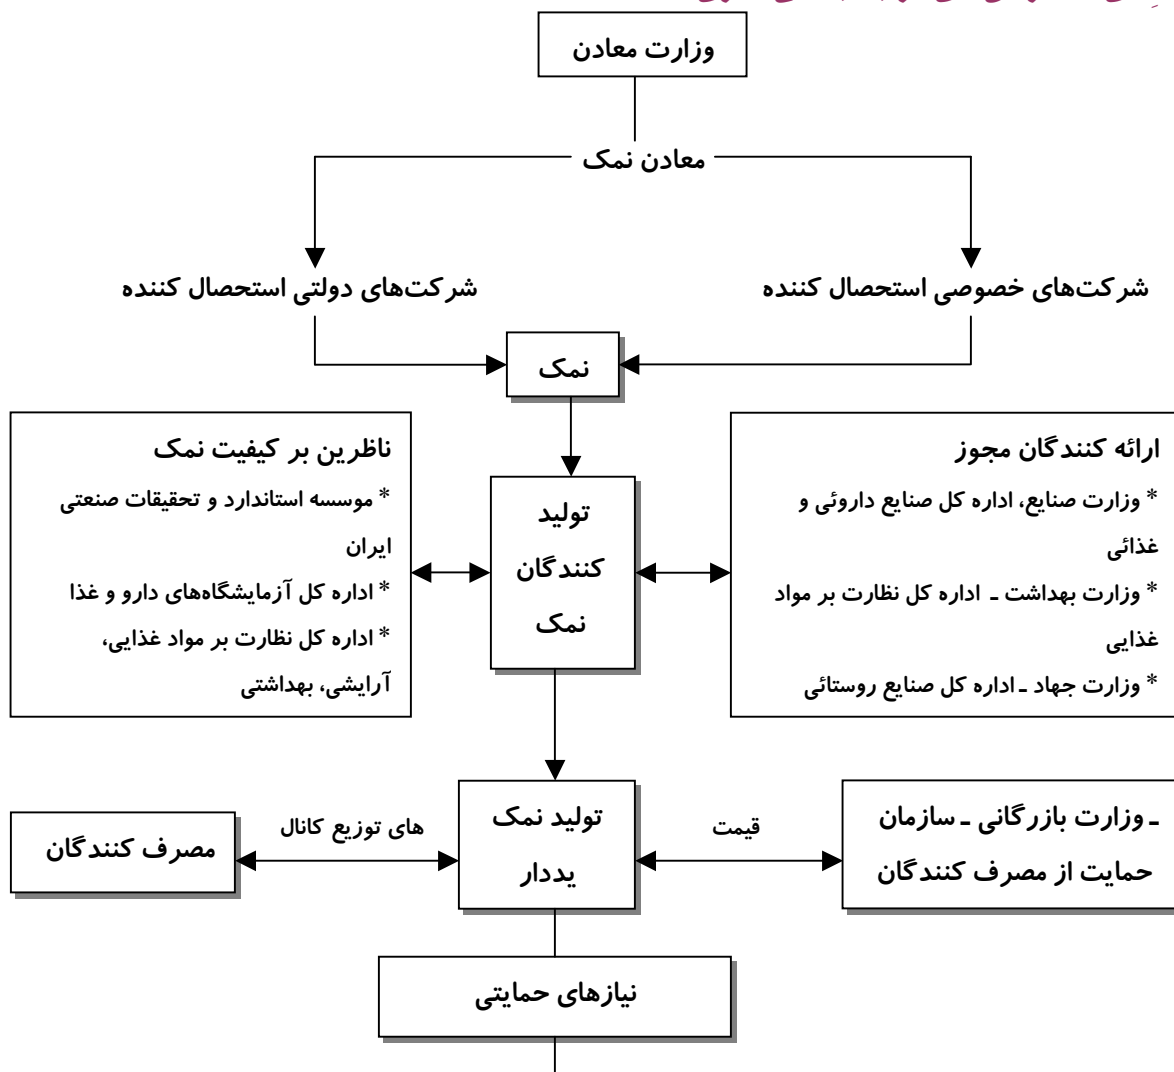 وزارت معادن
معادن نمک
شرکت‌های خصوصی استحصال کننده
شرکت‌های دولتی استحصال کننده
نمک
ارائه کنندگان مجوز
* وزارت صنایع، اداره کل صنایع داروئی و
غذائی
* وزارت بهداشت ـ اداره کل نظارت بر مواد
غذایی
* وزارت جهاد ـ اداره کل صنایع روستائی
تولید
کنندگان
نمک
ناظرین بر کیفیت نمک
* موسسه استاندارد و تحقیقات صنعتی
ایران
* اداره کل آزمایشگاه‌های دارو و غذا
* اداره کل نظارت بر مواد غذایی،
آرایشی، بهداشتی
ـ وزارت بازرگانی ـ سازمان
حمایت از مصرف کنندگان
قیمت
تولید نمک
یددار
های توزیع کانال
مصرف کنندگان
نیازهای حمایتی